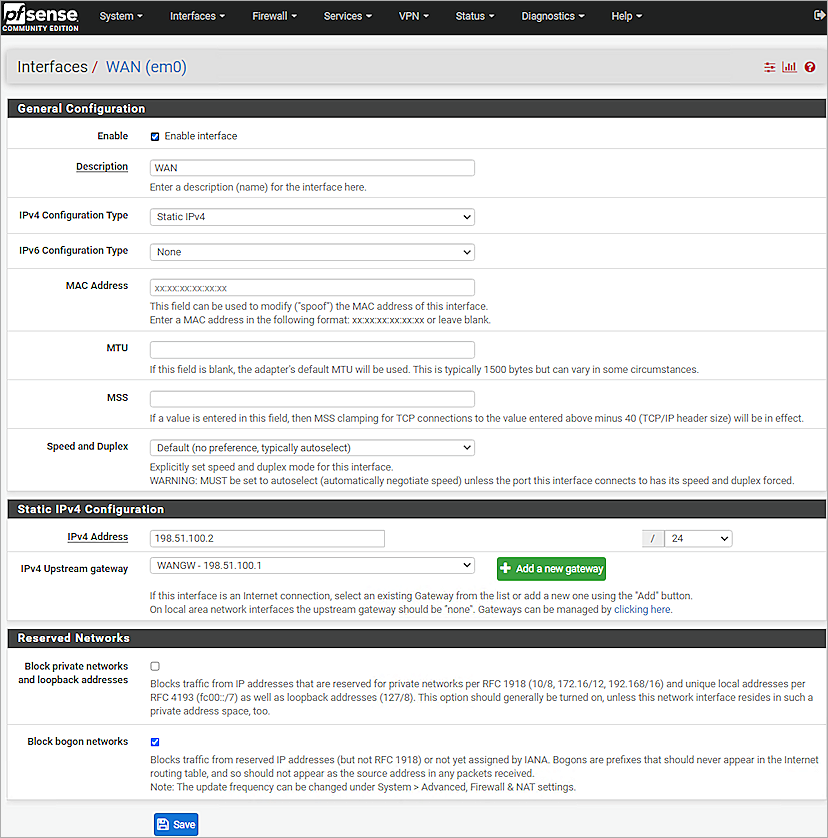 pfsense
COMMUNITY EDITION
System Interfaces Firewall Services VPN Status Diagnostics Help
Interfaces / WAN (em0)
General Configuration
Enable Enable interface
Description WAN
Enter a description (name) for the interface here.
IPv4 Configuration Type Static IPv4
IPv6 Configuration Type None
MAC Address xx:xx:xx:xx:xx:xx
This field can be used to modify ("spoof") the MAC address of this interface.
Enter a MAC address in the following format: xx:xx:xx:xx:xx:xx or leave blank.
MTU
If this field is blank, the adapter's default MTU will be used. This is typically 1500 bytes but can vary in some circumstances.
MSS
If a value is entered in this field, then MSS clamping for TCP connections to the value entered above minus 40 (TCP/IP header size) will be in effect.
Speed and Duplex Default (no preference, typically autoselect)
Explicitly set speed and duplex mode for this interface.
WARNING: MUST be set to autoselect (automatically negotiate speed) unless the port this interface connects to has its speed and duplex forced.
Static IPv4 Configuration
IPv4 Address 198.51.100.2 / 24
IPv4 Upstream gateway WANGW - 198.51.100.1 Add a new gateway
If this interface is an Internet connection, select an existing Gateway from the list or add a new one using the "Add" button.
On local area network interfaces the upstream gateway should be "none". Gateways can be managed by clicking here.
Reserved Networks
Block private networks
and loopback addresses
Blocks traffic from IP addresses that are reserved for private networks per RFC 1918 (10/8, 172.16/12, 192.168/16) and unique local addresses per
RFC 4193 (fc00::/7) as well as loopback addresses (127/8). This option should generally be turned on, unless this network interface resides in such a
private address space, too.
Block bogon networks
Blocks traffic from reserved IP addresses (but not RFC 1918) or not yet assigned by IANA. Bogons are prefixes that should never appear in the Internet
routing table, and so should not appear as the source address in any packets received.
Note: The update frequency can be changed under System > Advanced, Firewall & NAT settings.
Save